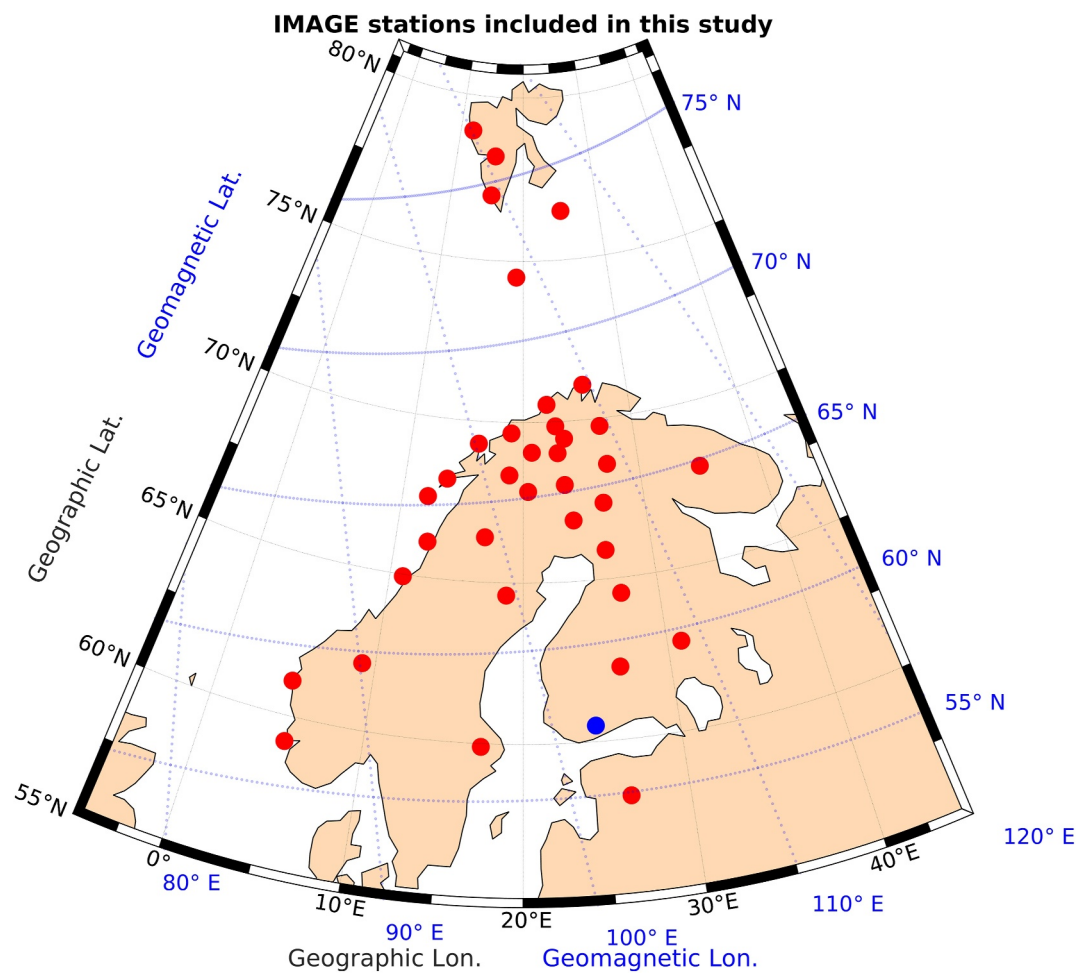 IMAGE stations included in this study
80°N
75° N
75°N
Geomagnetic Lat.
70° N
70°N
65° N
Geographic Lat.
65°N
60° N
60°N
55° N
55°N
120° E
0°
40°E
80° E
10°E
20°E
30°E
110° E
90° E
100° E
Geographic Lon.
Geomagnetic Lon.